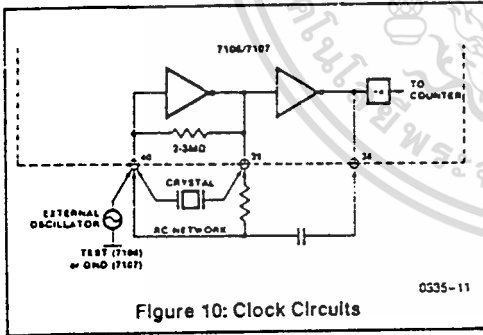 7106/7107
TO
COUNTER
÷4
2-3MΩ
40
39
38
CRYSTAL
EXTERNAL
OSCILLATOR
RC NETWORK
TEST (7106)
or GND (7107)
0335-11
Figure 10: Clock Circuits